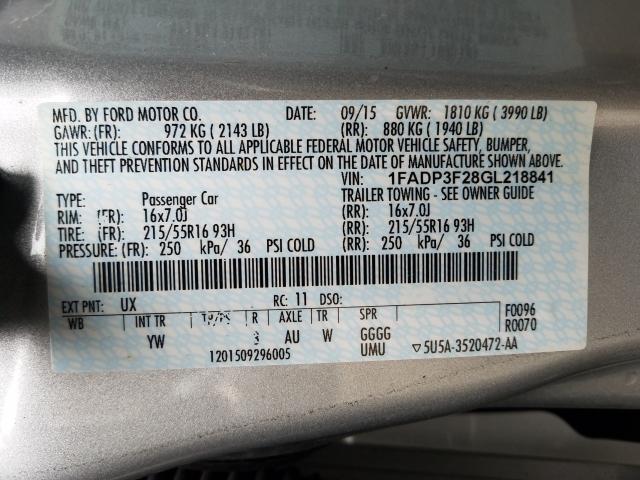 MFD. BY FORD MOTOR CO. DATE: 09/15 GVWR: 1810 KG ( 3990 LB)
GAWR: (FR): 972 KG ( 2143 LB) (RR): 880 KG ( 1940 LB)
THIS VEHICLE CONFORMS TO ALL APPLICABLE FEDERAL MOTOR VEHICLE SAFETY, BUMPER,
AND THEFT PREVENTION STANDARDS IN EFFECT ON THE DATE OF MANUFACTURE SHOWN ABOVE.
VIN: 1FADP3F28GL218841
TYPE: Passenger Car TRAILER TOWING - SEE OWNER GUIDE
RIM: (FR): 16x7.0J (RR): 16x7.0J
TIRE: (FR): 215/55R16 93H (RR): 215/55R16 93H
PRESSURE: (FR): 250 kPa/ 36 PSI COLD (RR): 250 kPa/ 36 PSI COLD
EXT PNT: UX RC: 11 DSO:
WB INT TR TP/PS R AXLE TR SPR F0096
R0070
YW 3 AU W GGGG
UMU
1201509296005 ▽5U5A-3520472-AA